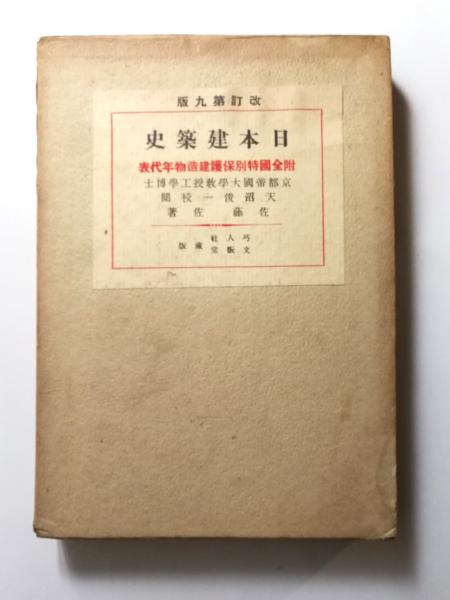 改訂第九版
日本建築史
附全國特別保護建造物年代表
京都帝國大學教授工學博士
天沼俊一校閲
佐藤佐著
巧人社
藏版